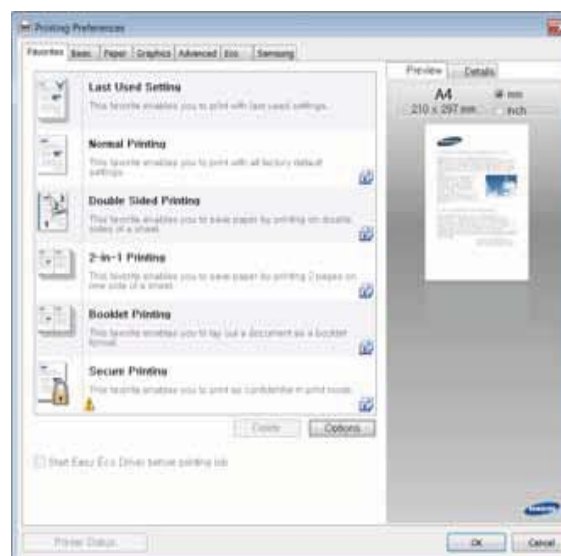 Printing Preferences
Favorites Basic Paper Graphics Advanced Eco Samsung
Last Used Setting
This favorite enables you to print with last used settings.
Normal Printing
This favorite enables you to print with all factory default
settings.
Double Sided Printing
This favorite enables you to save paper by printing on double
sides of a sheet.
2-in-1 Printing
This favorite enables you to save paper by printing 2 pages on
one side of a sheet.
Booklet Printing
This favorite enables you to lay out a document as a booklet
format.
Secure Printing
This favorite enables you to print as confidential in print mode.
Delete Options
Start Easy Eco Driver before printing job
Printer Status
Preview Details
A4 mm
210 x 297 mm inch
OK Cancel